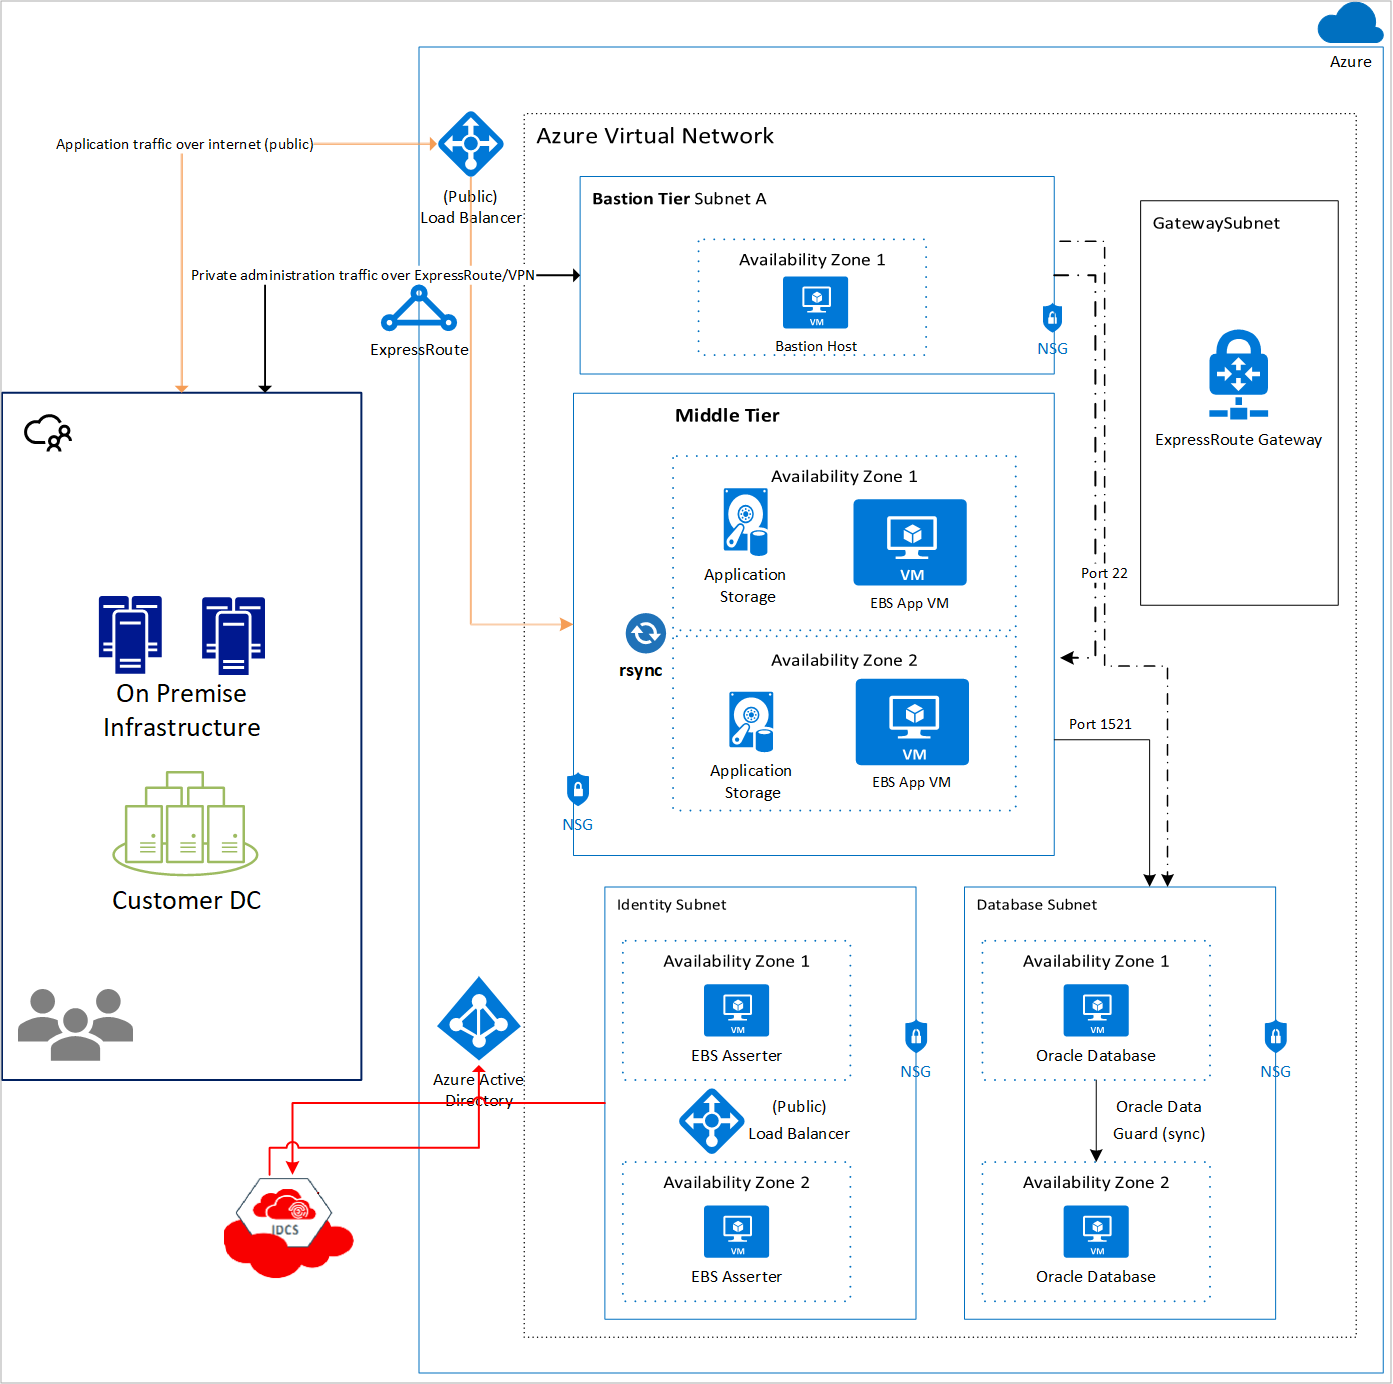 Azure
Azure Virtual Network
Application traffic over internet (public)
(Public)
Load Balancer
Bastion Tier Subnet A
GatewaySubnet
Availability Zone 1
VM
Bastion Host
NSG
Private administration traffic over ExpressRoute/VPN
ExpressRoute
ExpressRoute Gateway
Middle Tier
Availability Zone 1
Application
Storage
VM
EBS App VM
Port 22
rsync
Availability Zone 2
Application
Storage
VM
EBS App VM
NSG
Port 1521
On Premise
Infrastructure
Customer DC
Identity Subnet
Availability Zone 1
VM
EBS Asserter
NSG
(Public)
Load Balancer
Availability Zone 2
VM
EBS Asserter
Database Subnet
Availability Zone 1
VM
Oracle Database
NSG
Oracle Data
Guard (sync)
Availability Zone 2
VM
Oracle Database
Azure Active
Directory
IDCS